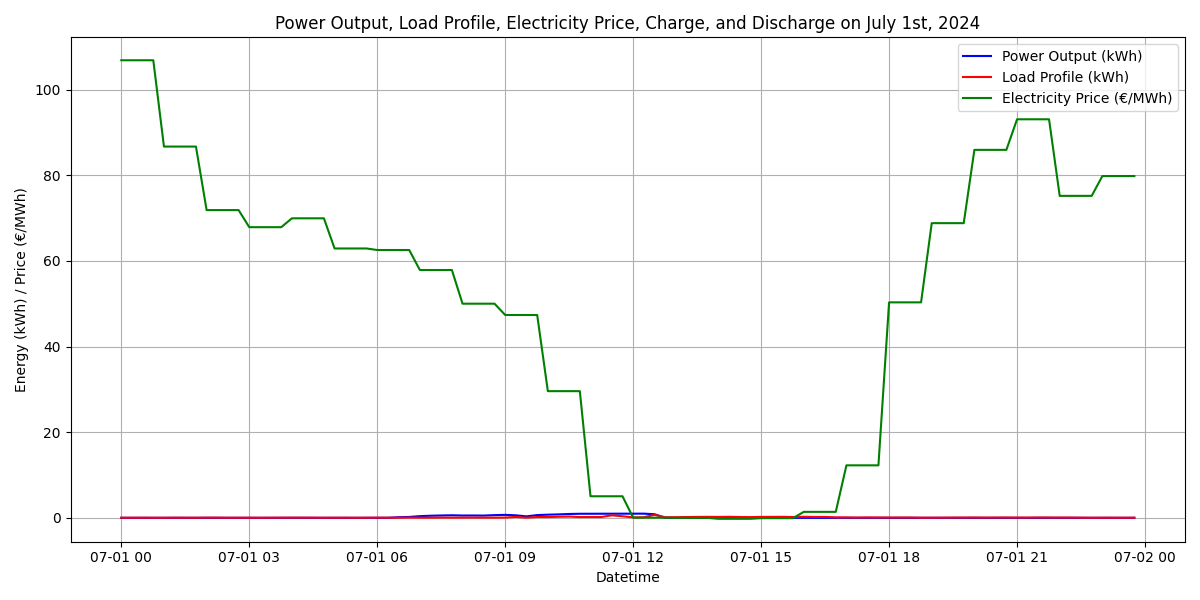 Power Output, Load Profile, Electricity Price, Charge, and Discharge on July 1st, 2024
Power Output (kWh)
Load Profile (kWh)
Electricity Price (€/MWh)
Energy (kWh) / Price (€/MWh)
100
80
60
40
20
0
07-01 00
07-01 03
07-01 06
07-01 09
07-01 12
07-01 15
07-01 18
07-01 21
07-02 00
Datetime